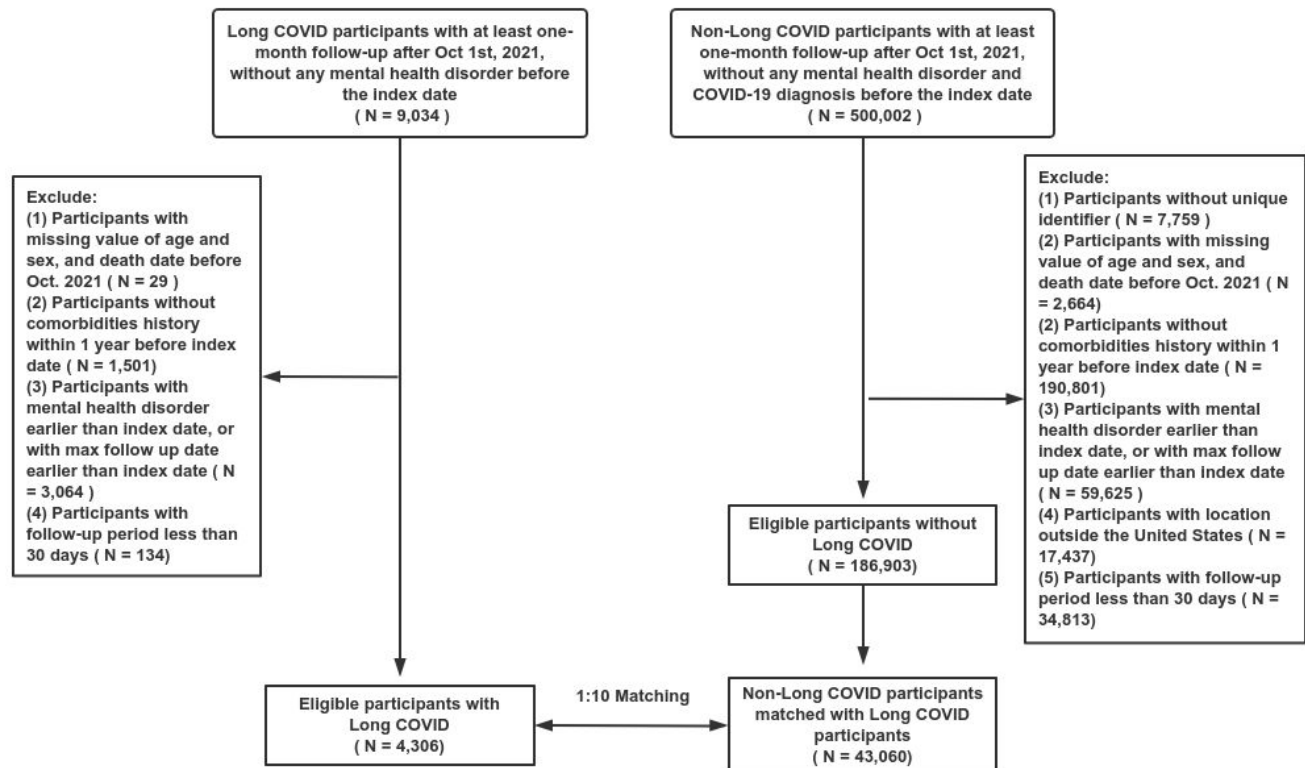 Long COVID participants with at least one-
month follow-up after Oct 1st, 2021,
without any mental health disorder before
the index date
( N = 9,034 )
Non-Long COVID participants with at least
one-month follow-up after Oct 1st, 2021,
without any mental health disorder and
COVID-19 diagnosis before the index date
( N = 500,002 )
Exclude:
(1) Participants with
missing value of age and
sex, and death date before
Oct. 2021 ( N = 29 )
(2) Participants without
comorbidities history
within 1 year before index
date ( N = 1,501)
(3) Participants with
mental health disorder
earlier than index date, or
with max follow up date
earlier than index date ( N
= 3,064 )
(4) Participants with
follow-up period less than
30 days ( N = 134)
Exclude:
(1) Participants without unique
identifier ( N = 7,759 )
(2) Participants with missing
value of age and sex, and
death date before Oct. 2021 ( N
= 2,664)
(2) Participants without
comorbidities history within 1
year before index date ( N =
190,801)
(3) Participants with mental
health disorder earlier than
index date, or with max follow
up date earlier than index date
( N = 59,625 )
(4) Participants with location
outside the United States ( N =
17,437)
(5) Participants with follow-up
period less than 30 days ( N =
34,813)
Eligible participants without
Long COVID
( N = 186,903)
Eligible participants with
Long COVID
( N = 4,306)
1:10 Matching
Non-Long COVID participants
matched with Long COVID
participants
( N = 43,060)